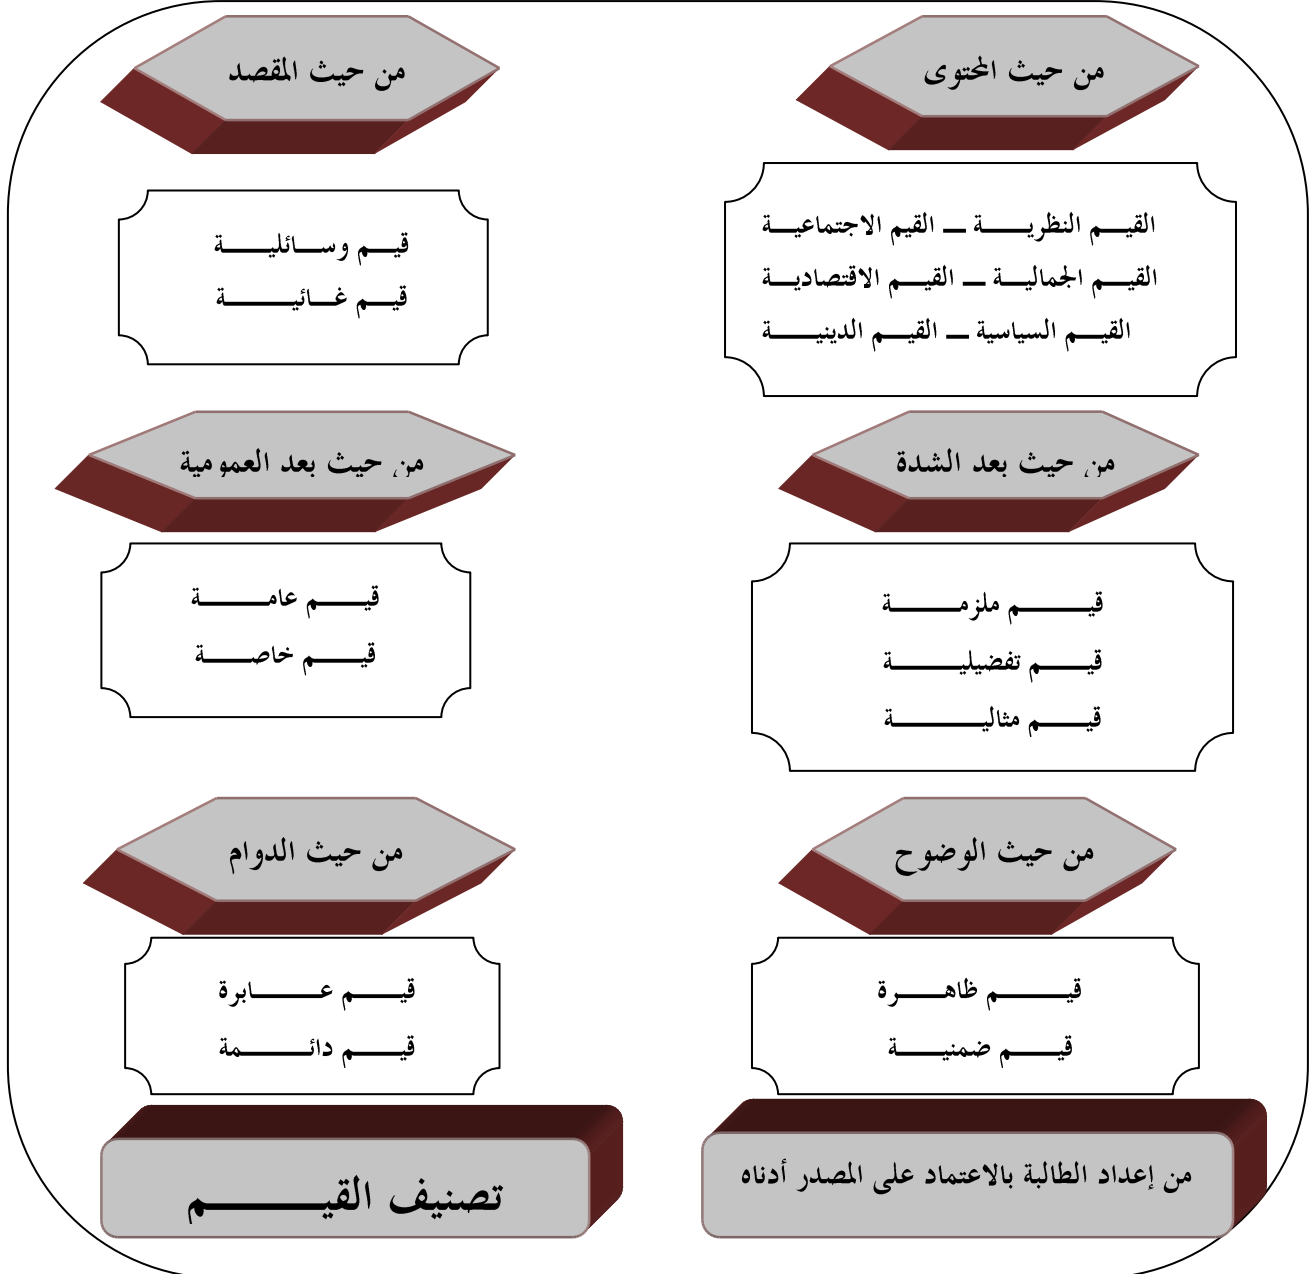 من حيث المحتوى
من حيث المقصد
القيم النظرية ـ القيم الاجتماعية
القيم الجمالية ـ القيم الاقتصادية
القيم السياسية ـ القيم الدينية
قيم وسائلية
قيم غائية
من حيث بعد الشدة
من حيث بعد العمومية
قيم ملزمة
قيم تفضيلية
قيم مثالية
قيم عامة
قيم خاصة
من حيث الوضوح
من حيث الدوام
قيم ظاهرة
قيم ضمنية
قيم عابرة
قيم دائمة
من إعداد الطالبة بالاعتماد على المصدر أدناه
تصنيف القيم